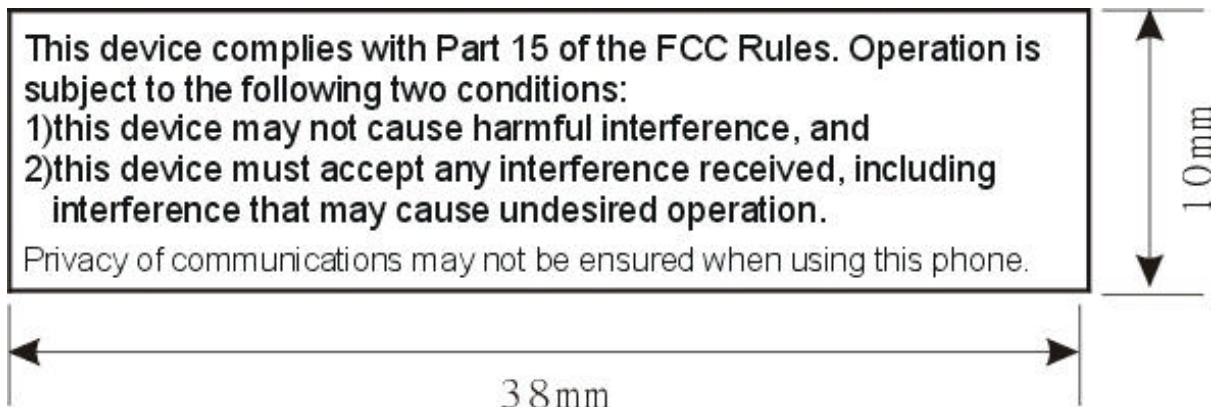 This device complies with Part 15 of the FCC Rules. Operation is
subject to the following two conditions:
1)this device may not cause harmful interference, and
2)this device must accept any interference received, including
interference that may cause undesired operation.
Privacy of communications may not be ensured when using this phone.
10mm
38mm